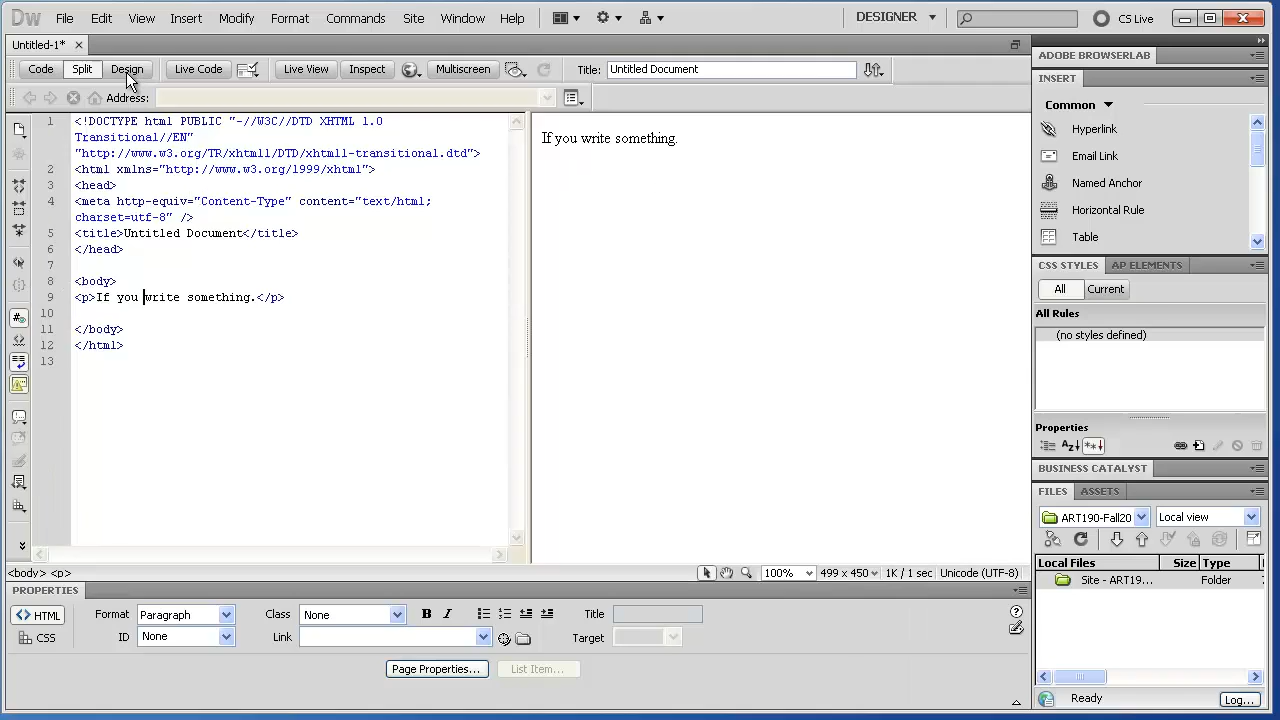 Dw File Edit View Insert Modify Format Commands Site Window Help DESIGNER CS Live
Untitled-1*
Code Split Design Live Code Live View Inspect Multiscreen Title: Untitled Document
Address:
1 <!DOCTYPE html PUBLIC "-//W3C//DTD XHTML 1.0
Transitional//EN"
"http://www.w3.org/TR/xhtml1/DTD/xhtml1-transitional.dtd">
2 <html xmlns="http://www.w3.org/1999/xhtml">
3 <head>
4 <meta http-equiv="Content-Type" content="text/html;
charset=utf-8" />
5 <title>Untitled Document</title>
6 </head>
7
8 <body>
9 <p>If you write something.</p>
10
11 </body>
12 </html>
13
If you write something.
<body> <p> 100% 499 x 450 1K / 1 sec Unicode (UTF-8)
PROPERTIES
HTML Format Paragraph Class None B I Title
CSS ID None Link Target
Page Properties... List Item...
ADOBE BROWSERLAB
INSERT
Common
Hyperlink
Email Link
Named Anchor
Horizontal Rule
Table
CSS STYLES AP ELEMENTS
All Current
All Rules
(no styles defined)
Properties
BUSINESS CATALYST
FILES ASSETS
ART190-Fall20 Local view
Local Files Size Type
Site - ART19... Folder
Ready Log...